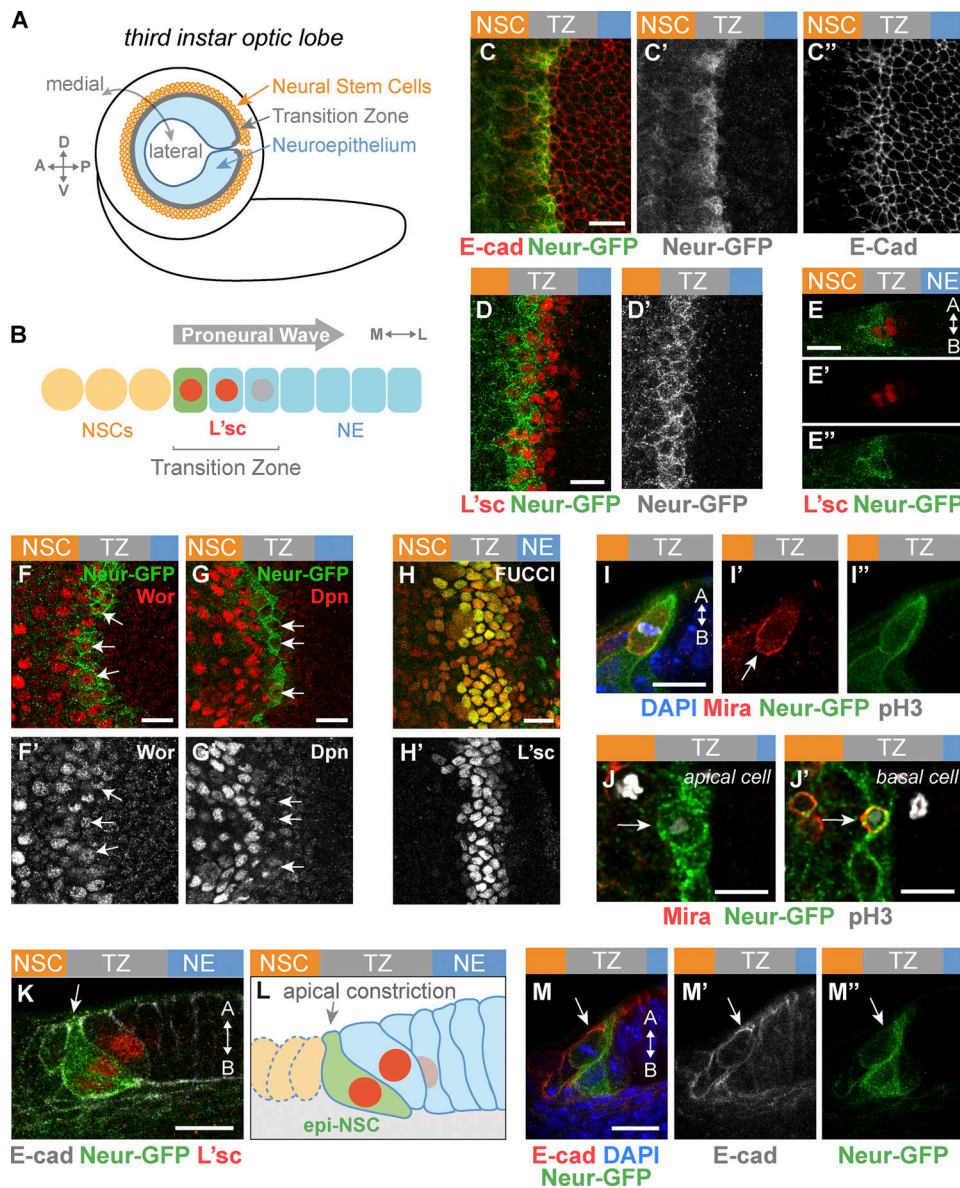 A
third instar optic lobe
medial
lateral
Neural Stem Cells
Transition Zone
Neuroepithelium
D
A P
V
B
Proneural Wave
M L
NSCs
L'sc
NE
Transition Zone
NSC TZ
C
C'
C"
E-cad Neur-GFP
Neur-GFP
E-Cad
TZ
D
D'
L'sc Neur-GFP
Neur-GFP
NSC TZ NE
E
A
B
E'
E"
L'sc Neur-GFP
NSC TZ
F
Neur-GFP
Wor
F'
Wor
NSC TZ
G
Neur-GFP
Dpn
G'
Dpn
NSC TZ NE
H
FUCCI
H'
L'sc
TZ
TZ
TZ
I
A
B
I'
I"
DAPI Mira Neur-GFP pH3
TZ
TZ
J
apical cell
J'
basal cell
Mira Neur-GFP pH3
NSC TZ NE
K
A
B
E-cad Neur-GFP L'sc
NSC TZ NE
L
apical constriction
epi-NSC
TZ
TZ
TZ
M
A
B
M'
M"
E-cad DAPI
Neur-GFP
E-cad
Neur-GFP